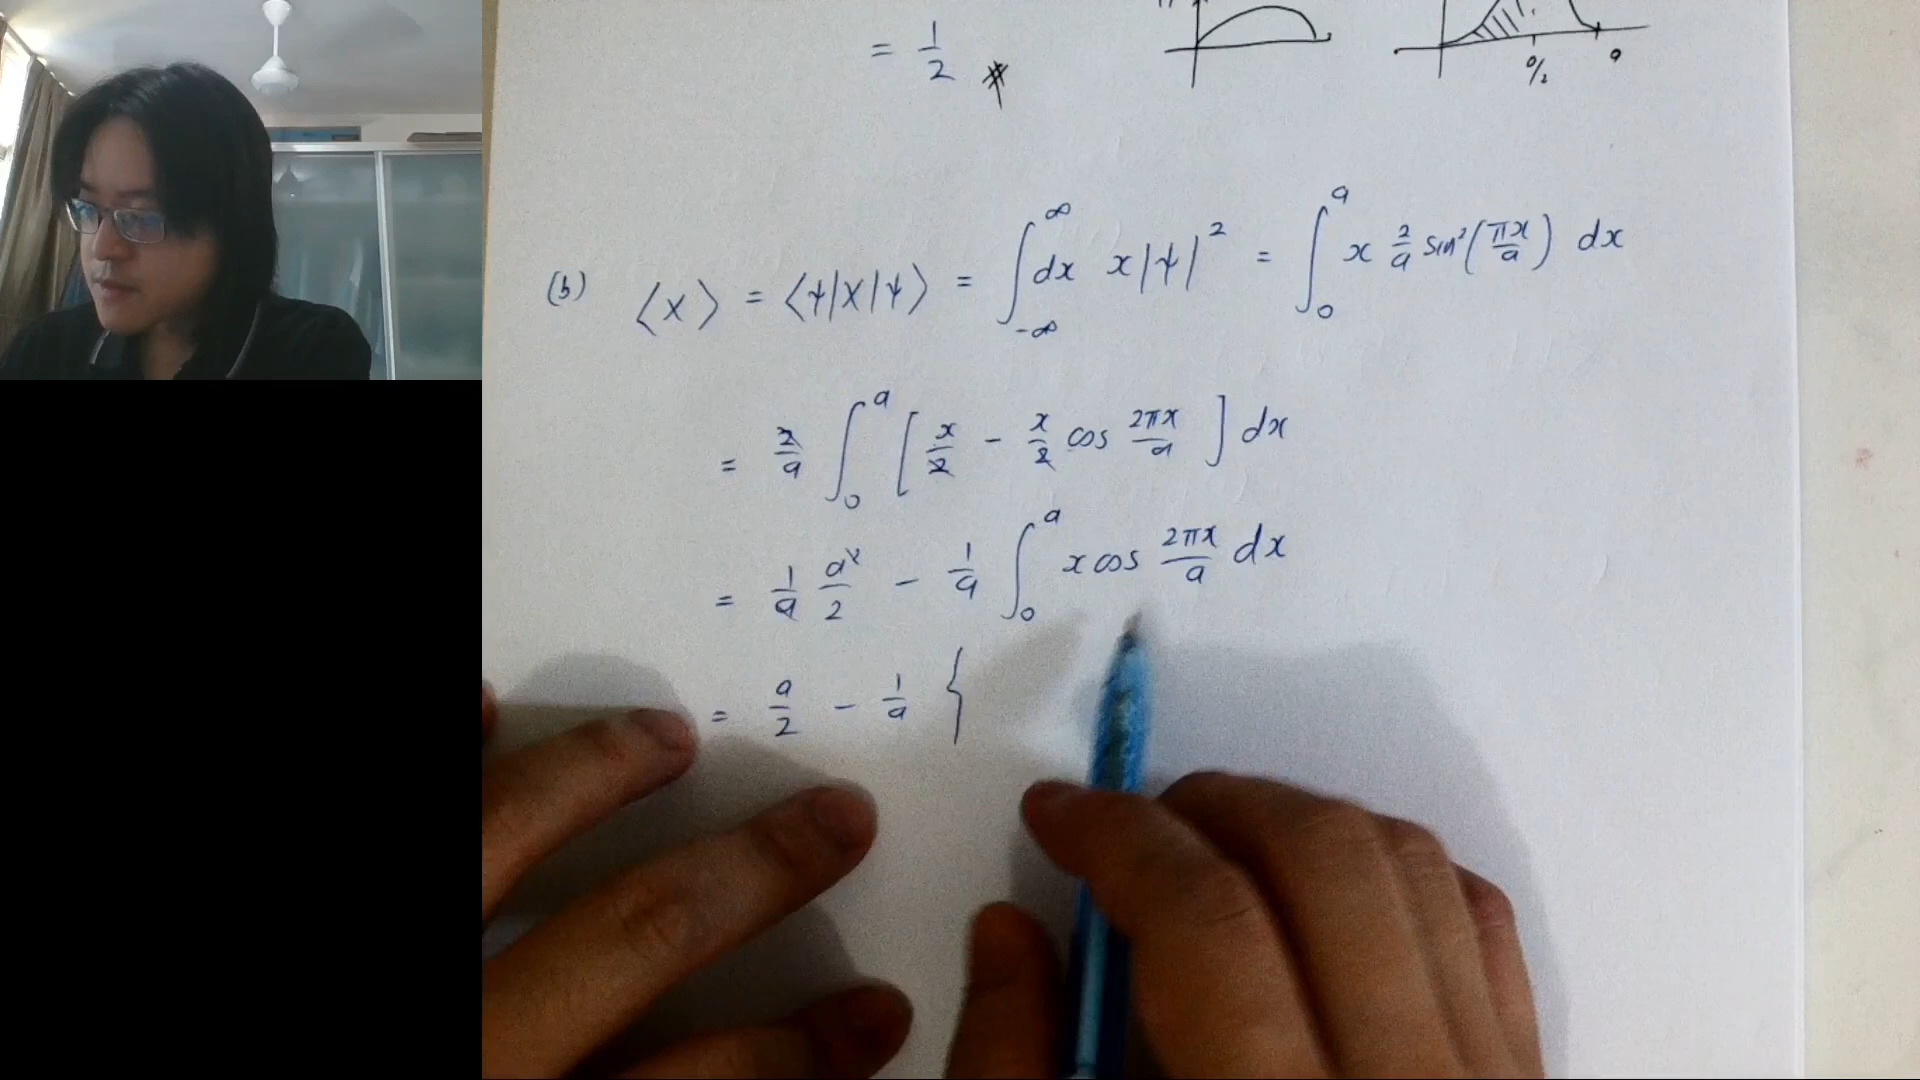 = 1/2 *
a/2 a
(b) ⟨X⟩ = ⟨ψ|X|ψ⟩ = ∫_{-∞}^{∞} dx x|ψ|² = ∫_0^a x 2/a sin²(πx/a) dx
= 2/a ∫_0^a [x/2 - x/2 cos 2πx/a] dx
= 1/a a²/2 - 1/a ∫_0^a x cos 2πx/a dx
= a/2 - 1/a {